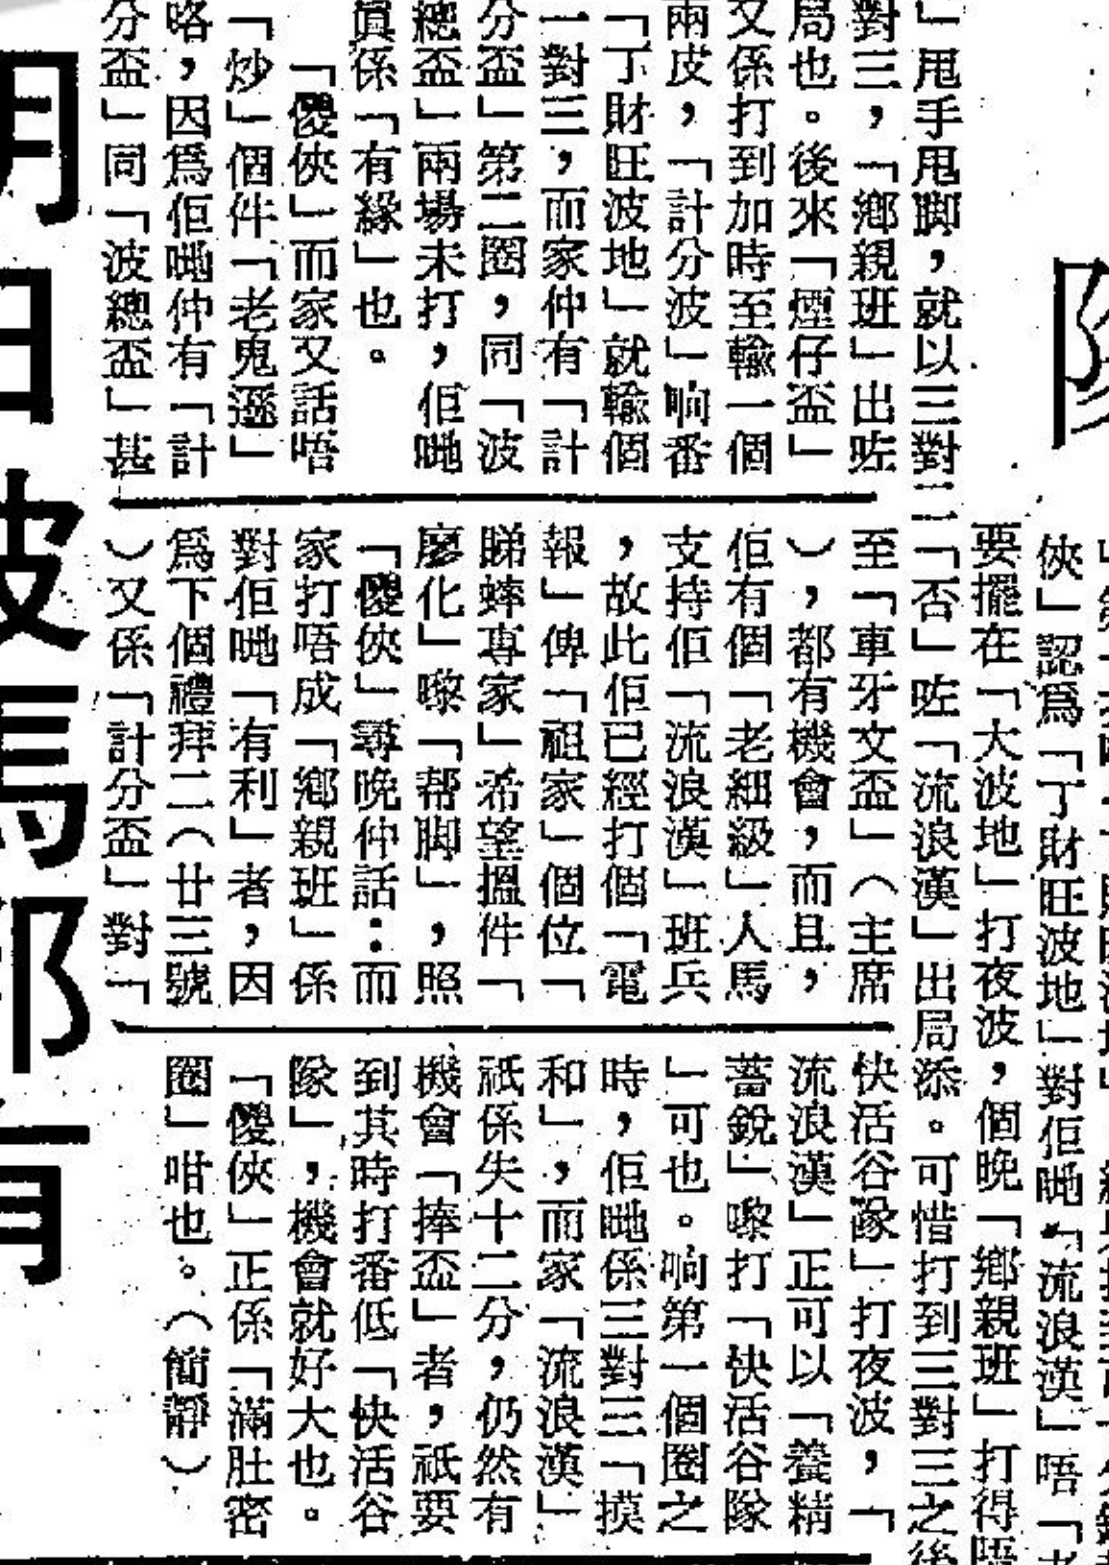 俠」認爲「丁財旺波地」對佢哋「流浪漢」唔「
要擺在「大波地」打夜波，個晚「鄉親班」打得唔
」甩手甩脚，就以三對二「否」咗「流浪漢」出局添。可惜打到三對三之後
對三，「鄉親班」出咗
局也。後來「煙仔盃」
又係打到加時至輸一個
兩皮，「計分波」响番
「丁財旺波地」就輸個
一對三，而家仲有「計
分盃」第二圈，同「波
總盃」兩場未打，佢哋
眞係「有緣」也。
「儍俠」而家又話唔
「炒」個件「老鬼遜」
咯，因爲佢哋仲有「計
分盃」同「波總盃」甚
至「車牙文盃」（主席
），都有機會，而且，
佢有個「老細級」人馬
支持佢「流浪漢」班兵
，故此佢已經打個「電
報」俾「祖家」個位「
睇蟀專家」希望搵件「
廖化」嚟「帮脚」，照
「儍俠」尋晚仲話：而
家打唔成「鄉親班」係
對佢哋「有利」者，因
爲下個禮拜二（廿三號
）又係「計分盃」對「
快活谷隊」打夜波，「
流浪漢」正可以「養精
蓄銳」嚟打「快活谷隊
」可也。响第一個圈之
時，佢哋係三對三「摸
和」，而家「流浪漢」
祇係失十二分，仍然有
機會「捧盃」者，祇要
到其時打番低「快活谷
隊」，機會就好大也。
「儍俠」正係「滿肚密
圈」咁也。（簡靜）
明日波馬都有